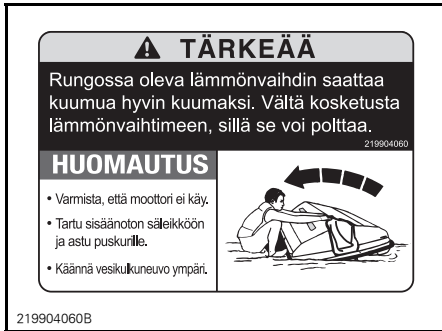 TÄRKEÄÄ
Rungossa oleva lämmönvaihdin saattaa
kuumua hyvin kuumaksi. Vältä kosketusta
lämmönvaihtimeen, sillä se voi polttaa.
219904060
HUOMAUTUS
• Varmista, että moottori ei käy.
• Tartu sisäänoton säleikköön
ja astu puskurille.
• Käännä vesikulkuneuvo ympäri.
219904060B